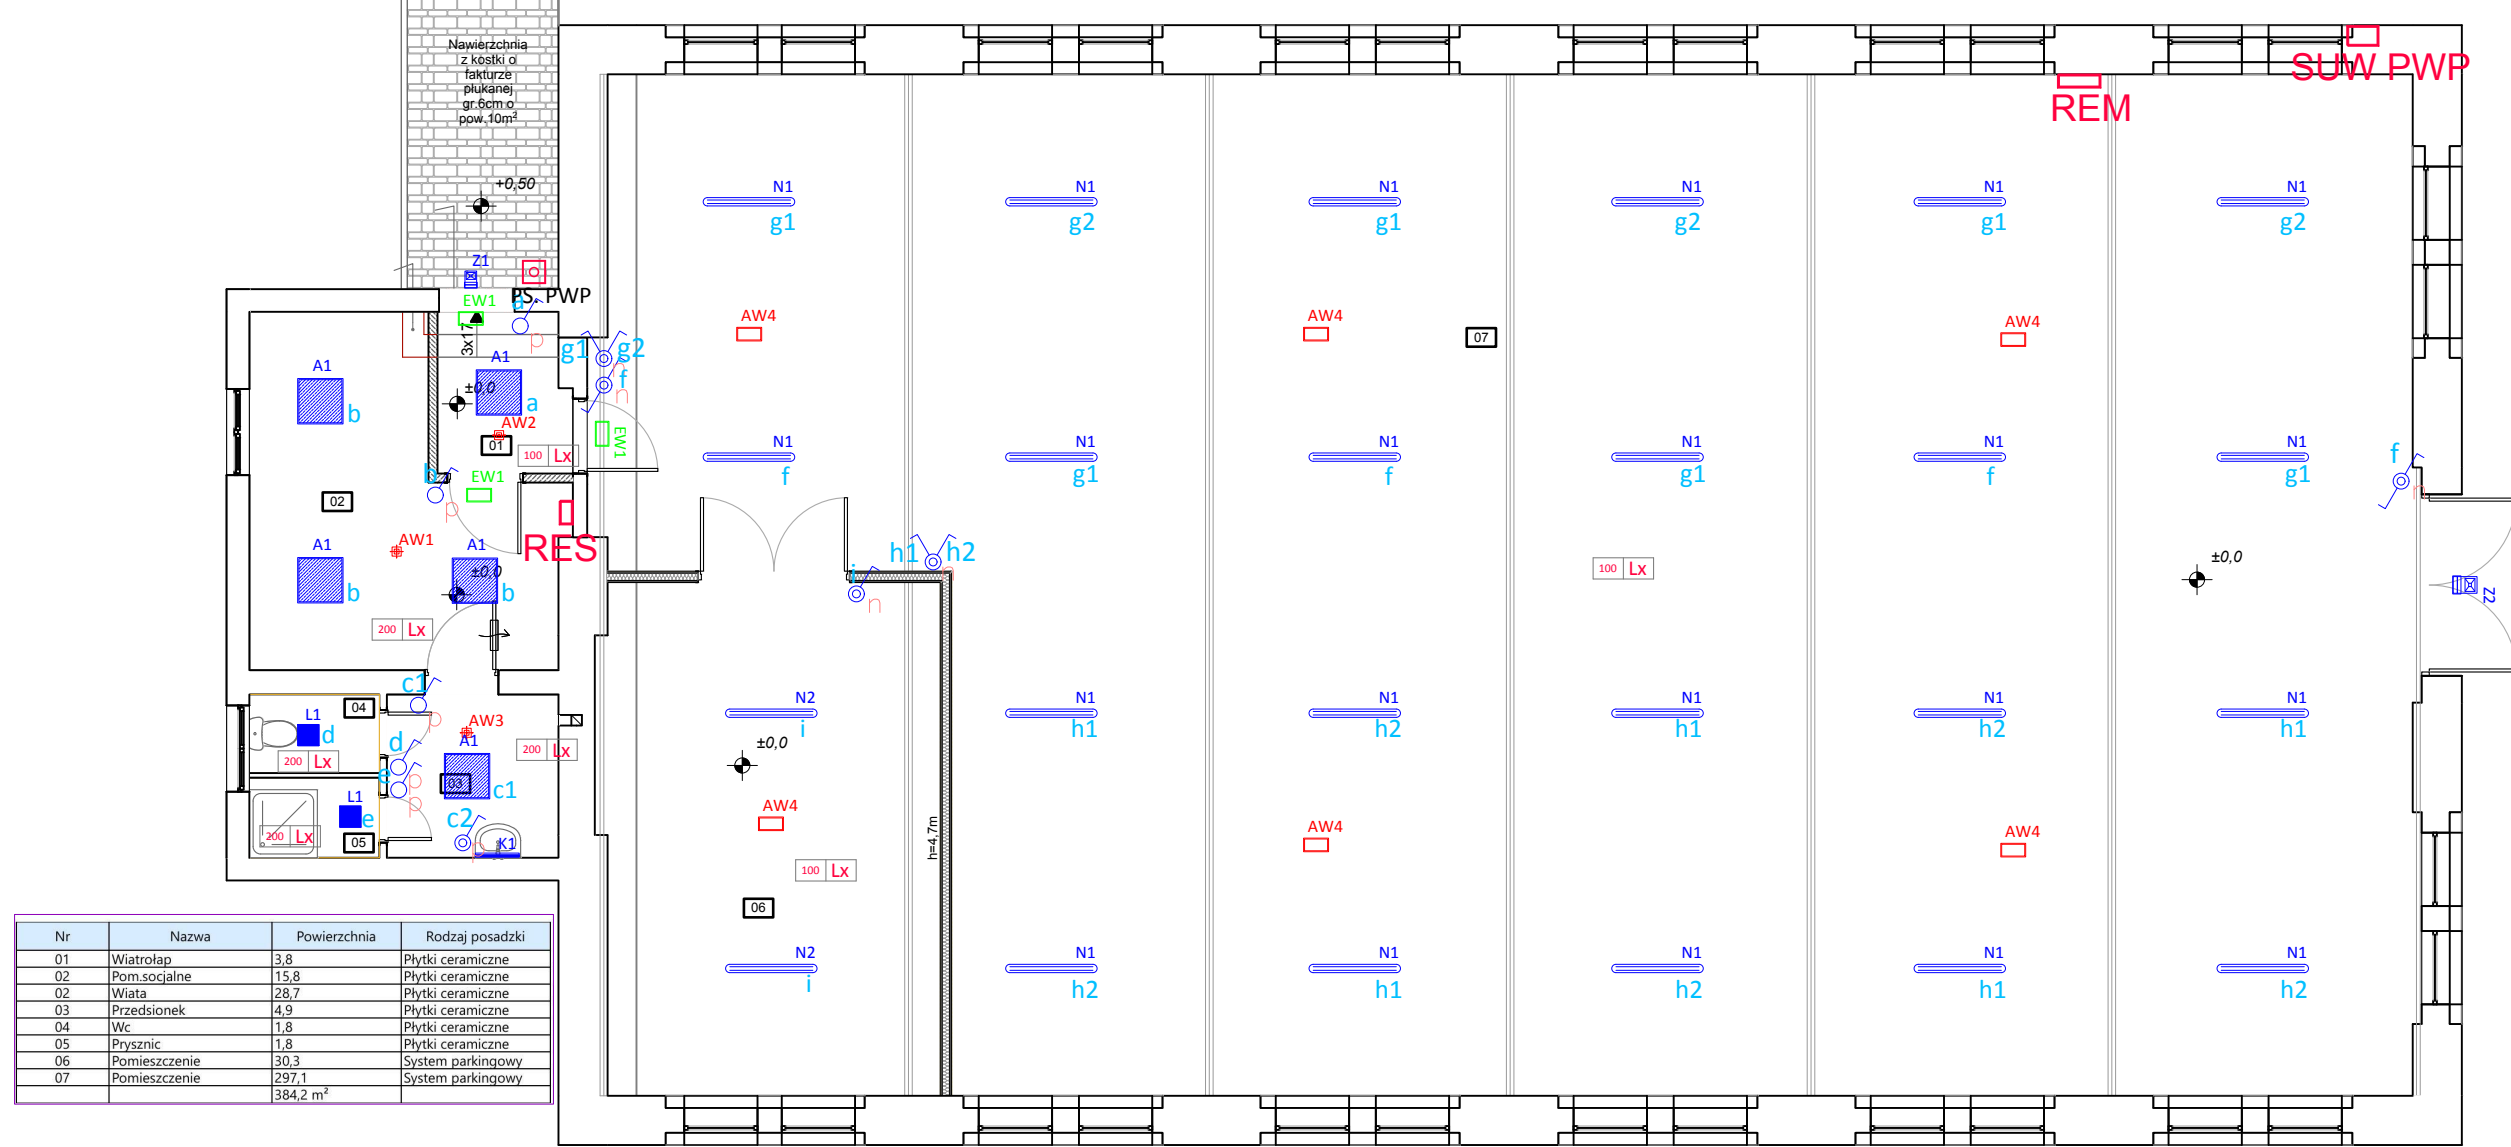 Nawierzchnia
z kostki o
fakturze
płukanej
gr.6cm o
pow.10m²
SUW PWP
REM
+0,50
N1 N1 N1 N1 N1 N1
g1 g2 g1 g2 g1 g2
Z1
PS. PWP
EW1 a
p
3x17
AW4 AW4 AW4
07
g1 g2
n
f
n
A1 A1
±0,0
b a
AW2
01
EW1
100 Lx
N1 N1 N1 N1 N1 N1
f g1 f g1 f g1
f
n
b EW1
p
02
RES
AW1
A1 A1
±0,0
b b
h1 h2
n
i
n
100 Lx
±0,0
Z2
200 Lx
c1
p
04
L1
d
200 Lx
AW3
A1
d
e
p
p
03
c1
200 Lx
L1
e
200 Lx
05
c2
p
K1
N2 N1 N1 N1 N1 N1
i h1 h2 h1 h2 h1
±0,0
AW4 AW4 AW4
h=4,7m
100 Lx
06
N2 N1 N1 N1 N1 N1
i h2 h1 h2 h1 h2
Nr Nazwa Powierzchnia Rodzaj posadzki
01 Wiatrołap 3,8 Płytki ceramiczne
02 Pom.socjalne 15,8 Płytki ceramiczne
02 Wiata 28,7 Płytki ceramiczne
03 Przedsionek 4,9 Płytki ceramiczne
04 Wc 1,8 Płytki ceramiczne
05 Prysznic 1,8 Płytki ceramiczne
06 Pomieszczenie 30,3 System parkingowy
07 Pomieszczenie 297,1 System parkingowy
384,2 m²